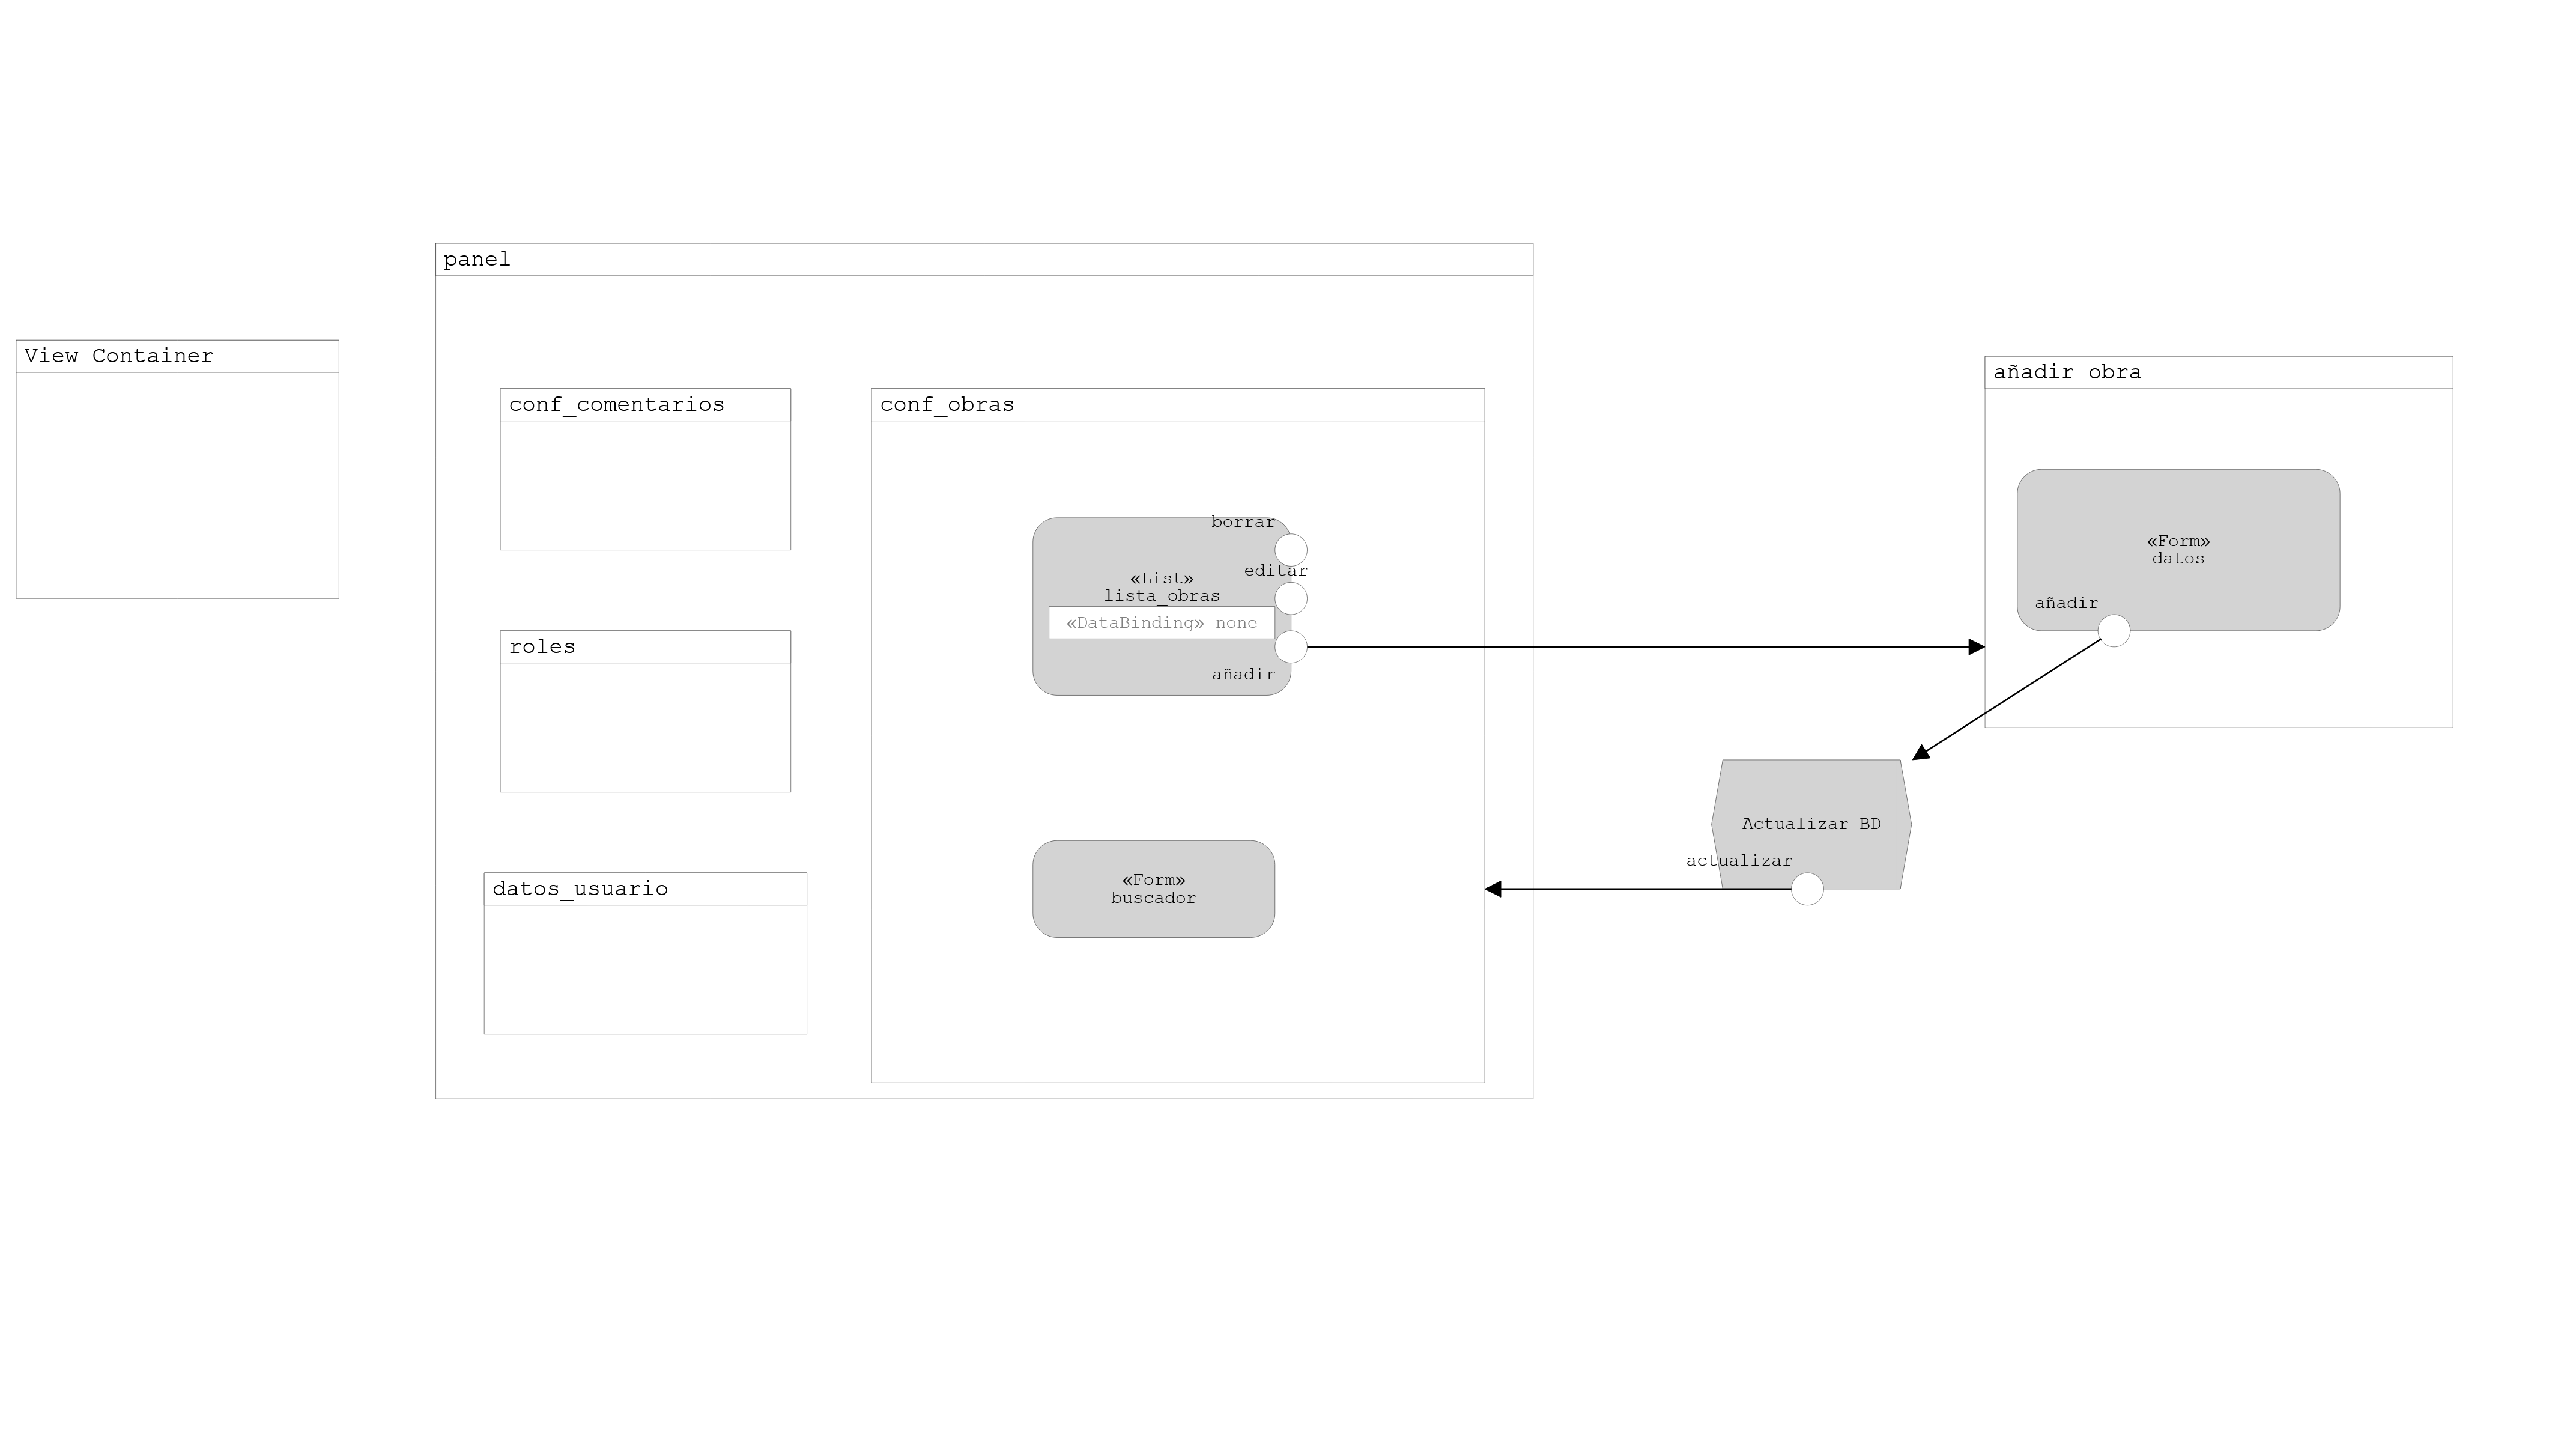 panel
View Container
conf_comentarios
conf_obras
añadir obra
borrar
«List»
lista_obras
editar
«DataBinding» none
añadir
«Form»
datos
añadir
roles
Actualizar BD
actualizar
«Form»
buscador
datos_usuario